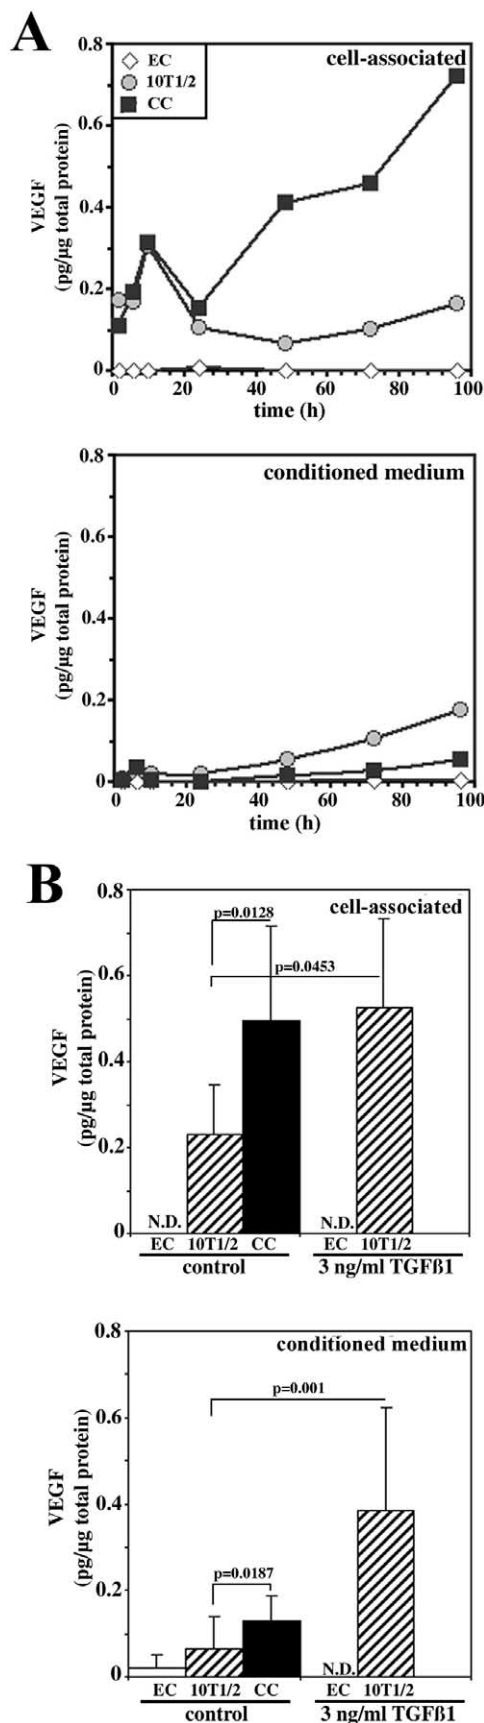 A
EC
10T1/2
CC
cell-associated
VEGF
(pg/µg total protein)
0.8
0.6
0.4
0.2
0
0 20 40 60 80 100
time (h)
conditioned medium
VEGF
(pg/µg total protein)
0.8
0.6
0.4
0.2
0
0 20 40 60 80 100
time (h)
B
cell-associated
p=0.0128
p=0.0453
VEGF
(pg/µg total protein)
0.8
0.6
0.4
0.2
0
N.D. N.D.
EC 10T1/2 CC EC 10T1/2
control 3 ng/ml TGFß1
conditioned medium
p=0.001
p=0.0187
VEGF
(pg/µg total protein)
0.8
0.6
0.4
0.2
0
N.D.
EC 10T1/2 CC EC 10T1/2
control 3 ng/ml TGFß1